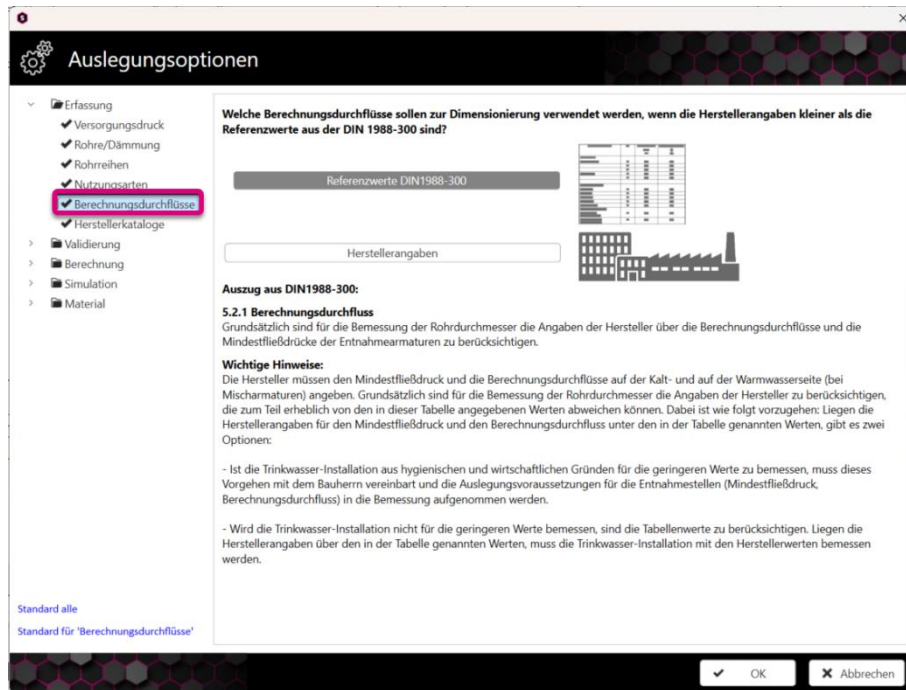 Auslegungsoptionen
Erfassung
Versorgungsdruck
Rohre/Dämmung
Rohrreihen
Nutzungsarten
Berechnungsdurchflüsse
Herstellerkataloge
Validierung
Berechnung
Simulation
Material
Standard alle
Standard für 'Berechnungsdurchflüsse'
Welche Berechnungsdurchflüsse sollen zur Dimensionierung verwendet werden, wenn die Herstellerangaben kleiner als die
Referenzwerte aus der DIN 1988-300 sind?
Referenzwerte DIN1988-300
Herstellerangaben
Auszug aus DIN1988-300:
5.2.1 Berechnungsdurchfluss
Grundsätzlich sind für die Bemessung der Rohrdurchmesser die Angaben der Hersteller über die Berechnungsdurchflüsse und die
Mindestfließdrücke der Entnahmearmaturen zu berücksichtigen.
Wichtige Hinweise:
Die Hersteller müssen den Mindestfließdruck und die Berechnungsdurchflüsse auf der Kalt- und auf der Warmwasserseite (bei
Mischarmaturen) angeben. Grundsätzlich sind für die Bemessung der Rohrdurchmesser die Angaben der Hersteller zu berücksichtigen,
die zum Teil erheblich von den in dieser Tabelle angegebenen Werten abweichen können. Dabei ist wie folgt vorzugehen: Liegen die
Herstellerangaben für den Mindestfließdruck und den Berechnungsdurchfluss unter den in der Tabelle genannten Werten, gibt es zwei
Optionen:
- Ist die Trinkwasser-Installation aus hygienischen und wirtschaftlichen Gründen für die geringeren Werte zu bemessen, muss dieses
Vorgehen mit dem Bauherrn vereinbart und die Auslegungsvoraussetzungen für die Entnahmestellen (Mindestfließdruck,
Berechnungsdurchfluss) in die Bemessung aufgenommen werden.
- Wird die Trinkwasser-Installation nicht für die geringeren Werte bemessen, sind die Tabellenwerte zu berücksichtigen. Liegen die
Herstellerangaben über den in der Tabelle genannten Werten, muss die Trinkwasser-Installation mit den Herstellerwerten bemessen
werden.
OK
Abbrechen